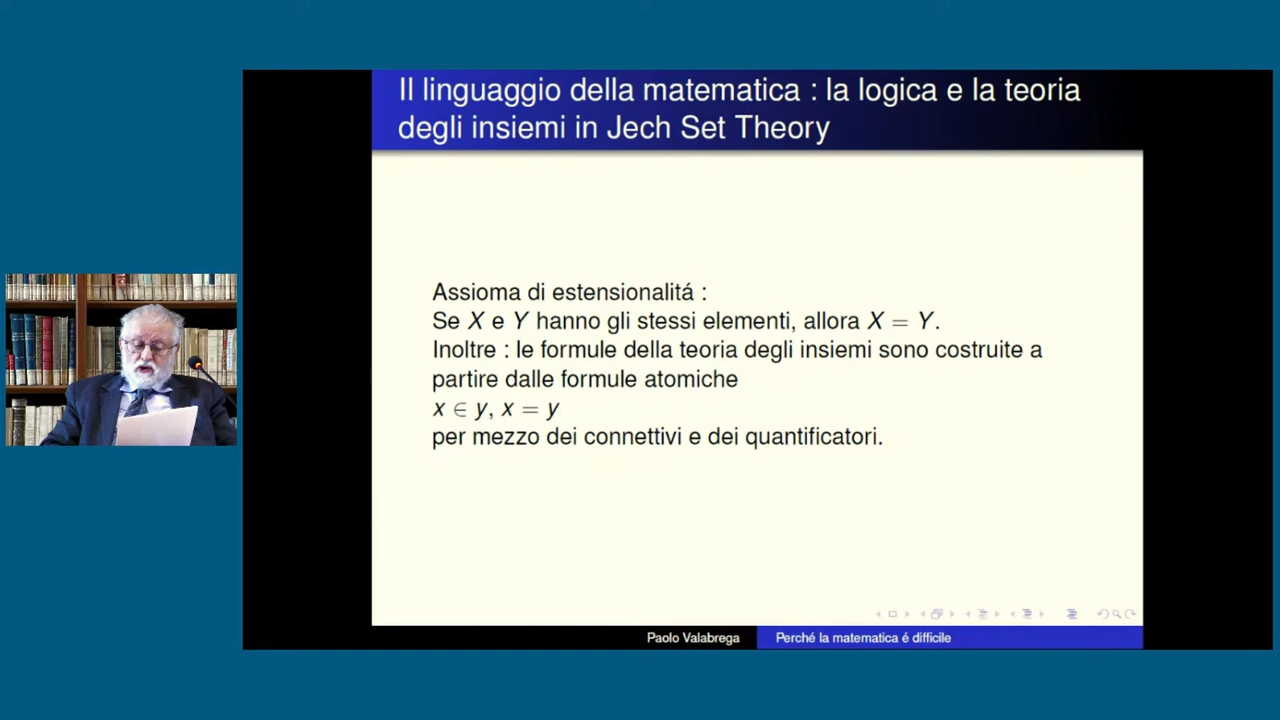 Il linguaggio della matematica : la logica e la teoria
degli insiemi in Jech Set Theory
Assioma di estensionalitá :
Se X e Y hanno gli stessi elementi, allora X = Y.
Inoltre : le formule della teoria degli insiemi sono costruite a
partire dalle formule atomiche
x ∈ y, x = y
per mezzo dei connettivi e dei quantificatori.
Paolo Valabrega
Perché la matematica é difficile